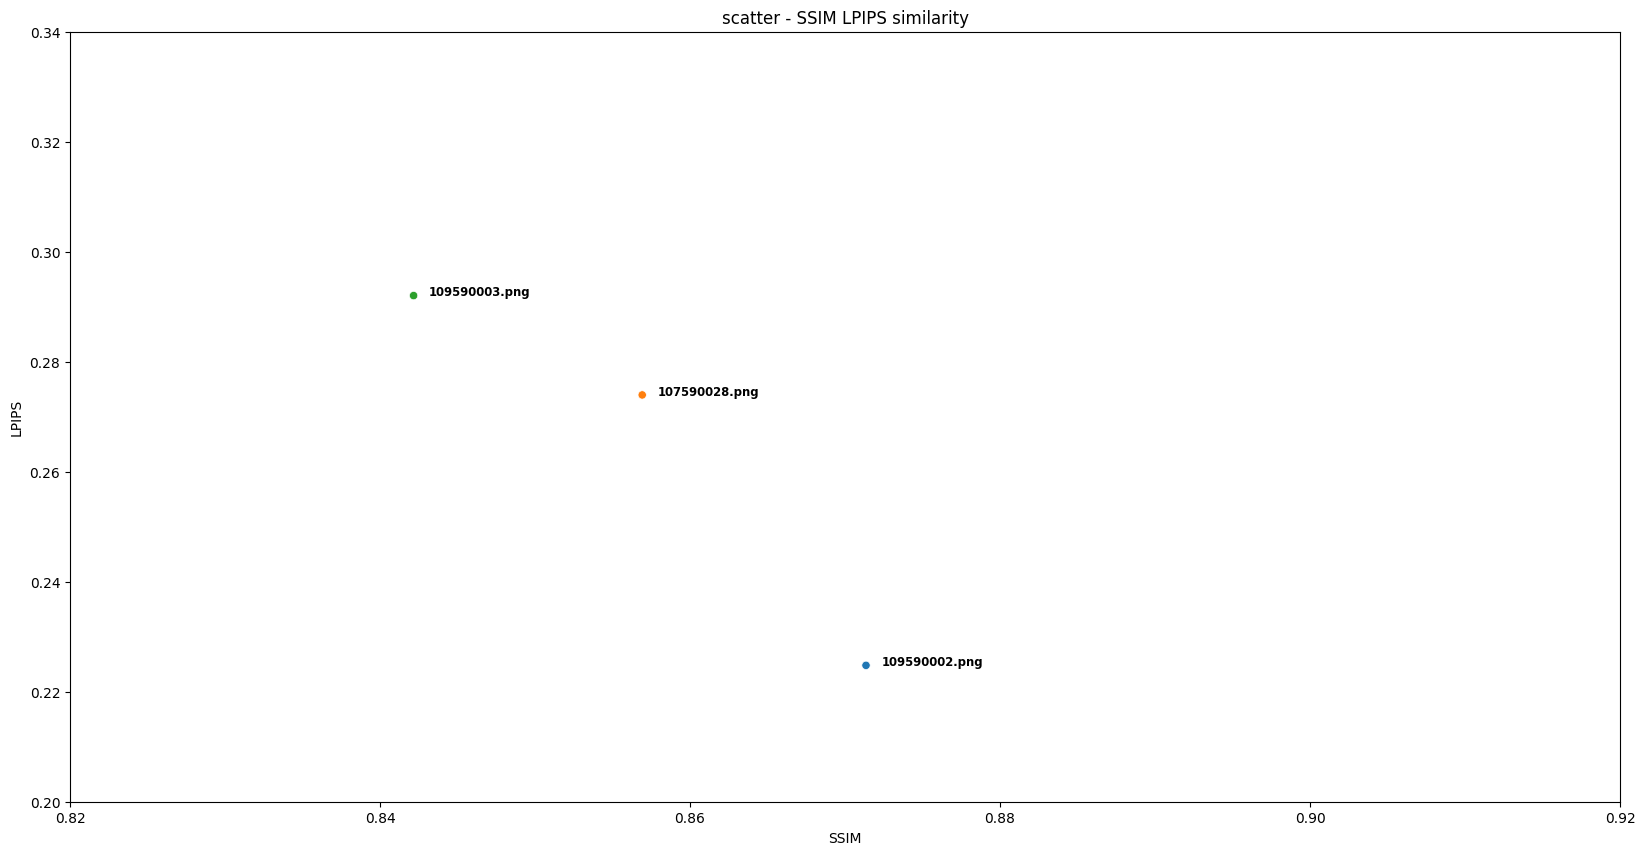 scatter - SSIM LPIPS similarity
0.34
0.32
0.30
109590003.png
0.28
107590028.png
LPIPS
0.26
0.24
109590002.png
0.22
0.20
0.82 0.84 0.86 0.88 0.90 0.92
SSIM